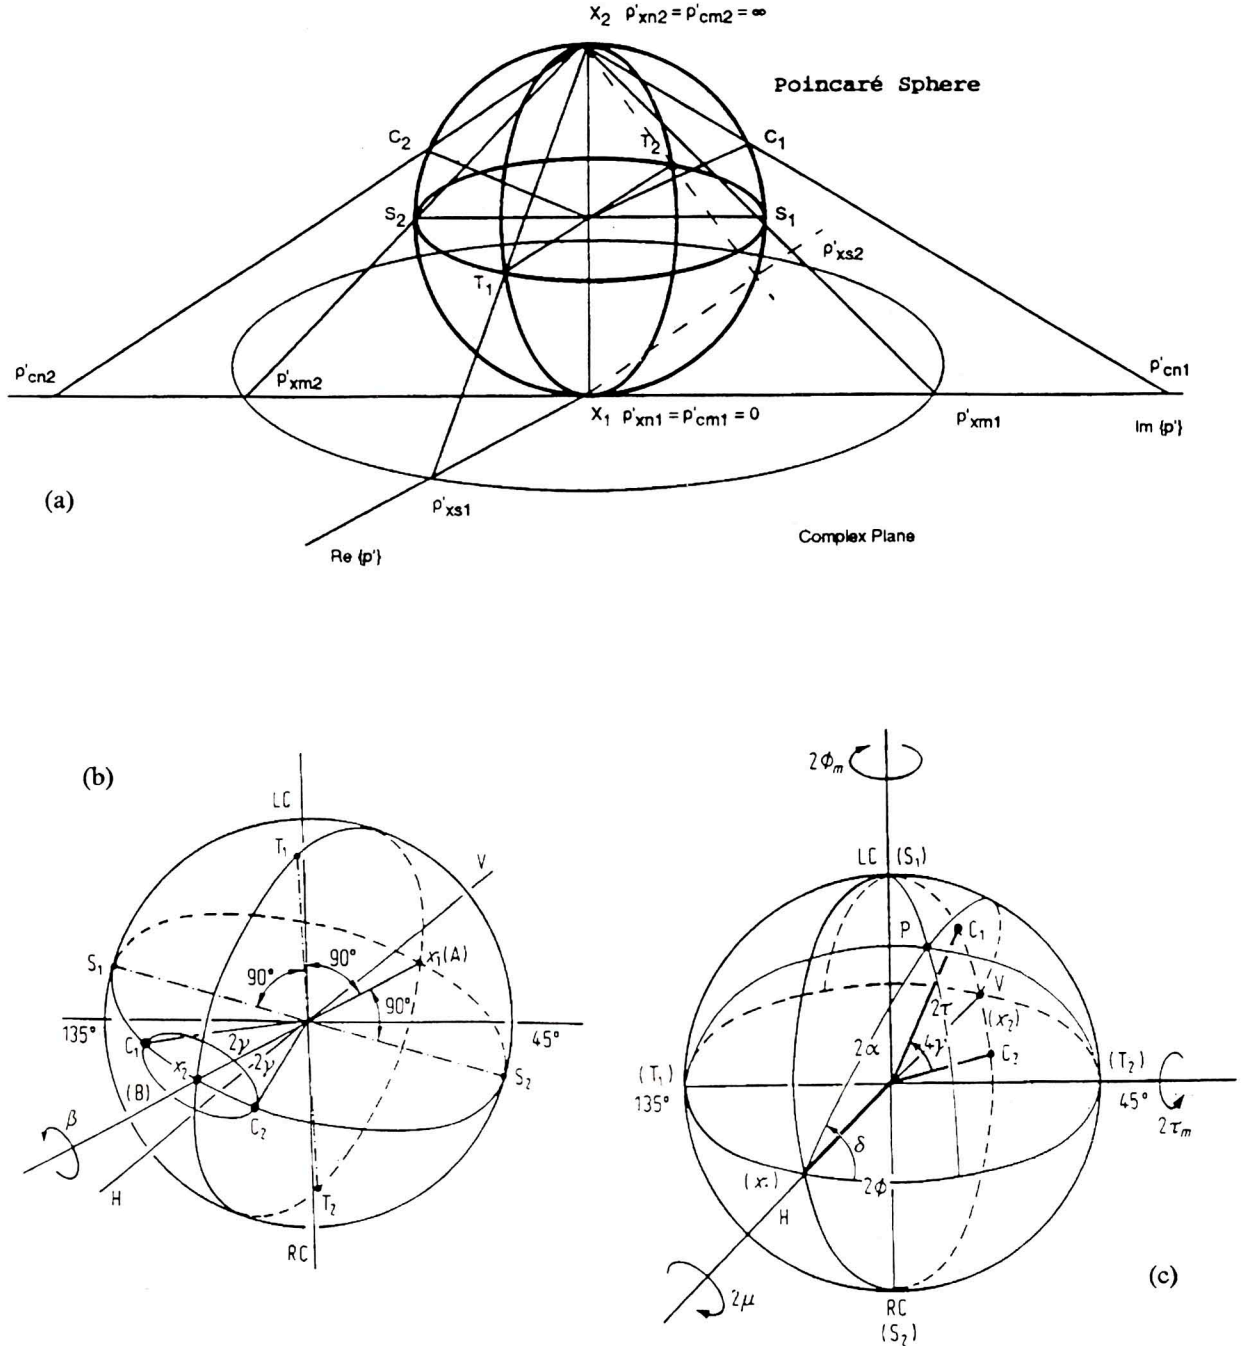 X₂ ρ'xn2 = ρ'cm2 = ∞
Poincaré Sphere
C₂
T₂
C₁
S₂
S₁
ρ'xs2
T₁
ρ'cn2
ρ'xm2
ρ'cn1
X₁ ρ'xn1 = ρ'cm1 = 0
ρ'xm1
Im {ρ'}
(a)
ρ'xs1
Complex Plane
Re {ρ'}
(b)
LC
T₁
V
S₁
90°
90°
x₁(A)
90°
135°
45°
C₁
2γ
2γ
x₂
(B)
S₂
C₂
β
H
T₂
RC
2ϕm
LC (S₁)
P
C₁
2τ
V
(x₂)
2α
4γ
C₂
(T₁)
135°
(T₂)
45°
2τm
δ
(x.)
2ϕ
H
2μ
RC
(S₂)
(c)